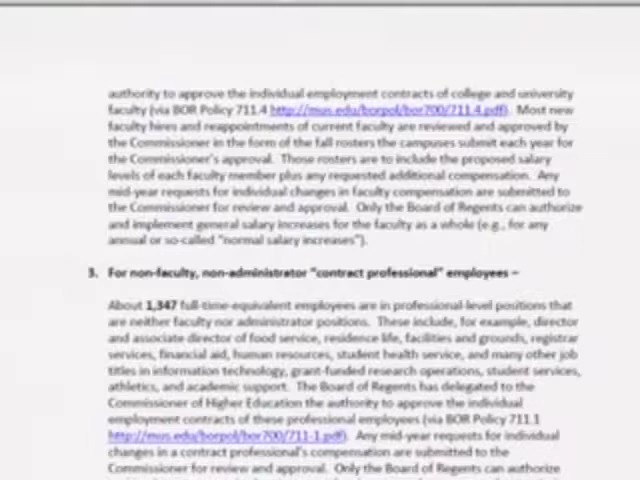 authority to approve the individual employment contracts of college and university
faculty (via BOR Policy 711.4 http://mus.edu/borpol/bor700/711.4.pdf).  Most new
faculty hires and reappointments of current faculty are reviewed and approved by
the Commissioner in the form of the fall rosters the campuses submit each year for
the Commissioner's approval.  Those rosters are to include the proposed salary
levels of each faculty member plus any requested additional compensation.  Any
mid-year requests for individual changes in faculty compensation are submitted to
the Commissioner for review and approval.  Only the Board of Regents can authorize
and implement general salary increases for the faculty as a whole (e.g., for any
annual or so-called "normal salary increases").
3. For non-faculty, non-administrator "contract professional" employees –
About 1,347 full-time-equivalent employees are in professional-level positions that
are neither faculty nor administrator positions.  These include, for example, director
and associate director of food service, residence life, facilities and grounds, registrar
services, financial aid, human resources, student health service, and many other job
titles in information technology, grant-funded research operations, student services,
athletics, and academic support.  The Board of Regents has delegated to the
Commissioner of Higher Education the authority to approve the individual
employment contracts of these professional employees (via BOR Policy 711.1
http://mus.edu/borpol/bor700/711-1.pdf).  Any mid-year requests for individual
changes in a contract professional's compensation are submitted to the
Commissioner for review and approval.  Only the Board of Regents can authorize